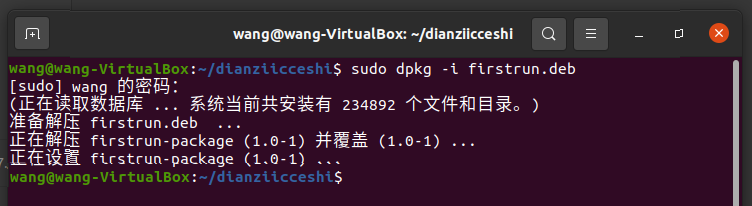 wang@wang-VirtualBox: ~/dianziicceshi
wang@wang-VirtualBox:~/dianziicceshi$ sudo dpkg -i firstrun.deb
[sudo] wang 的密码：
(正在读取数据库 ... 系统当前共安装有 234892 个文件和目录。)
准备解压 firstrun.deb  ...
正在解压 firstrun-package (1.0-1) 并覆盖 (1.0-1) ...
正在设置 firstrun-package (1.0-1) ...
wang@wang-VirtualBox:~/dianziicceshi$